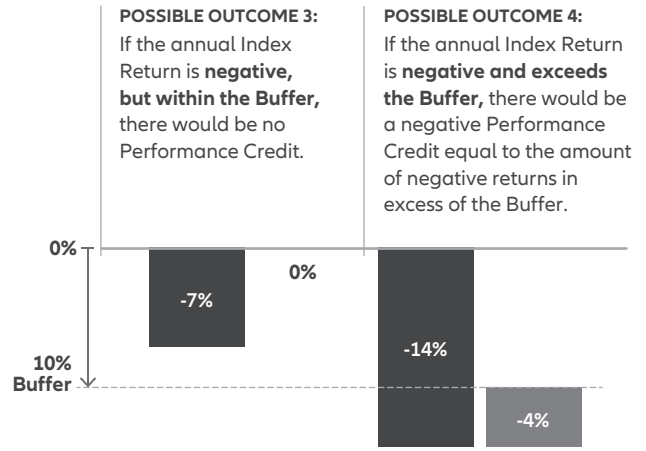 POSSIBLE OUTCOME 3:
If the annual Index
Return is negative,
but within the Buffer,
there would be no
Performance Credit.
POSSIBLE OUTCOME 4:
If the annual Index Return
is negative and exceeds
the Buffer, there would be
a negative Performance
Credit equal to the amount
of negative returns in
excess of the Buffer.
0%
0%
-7%
-14%
10%
Buffer
-4%